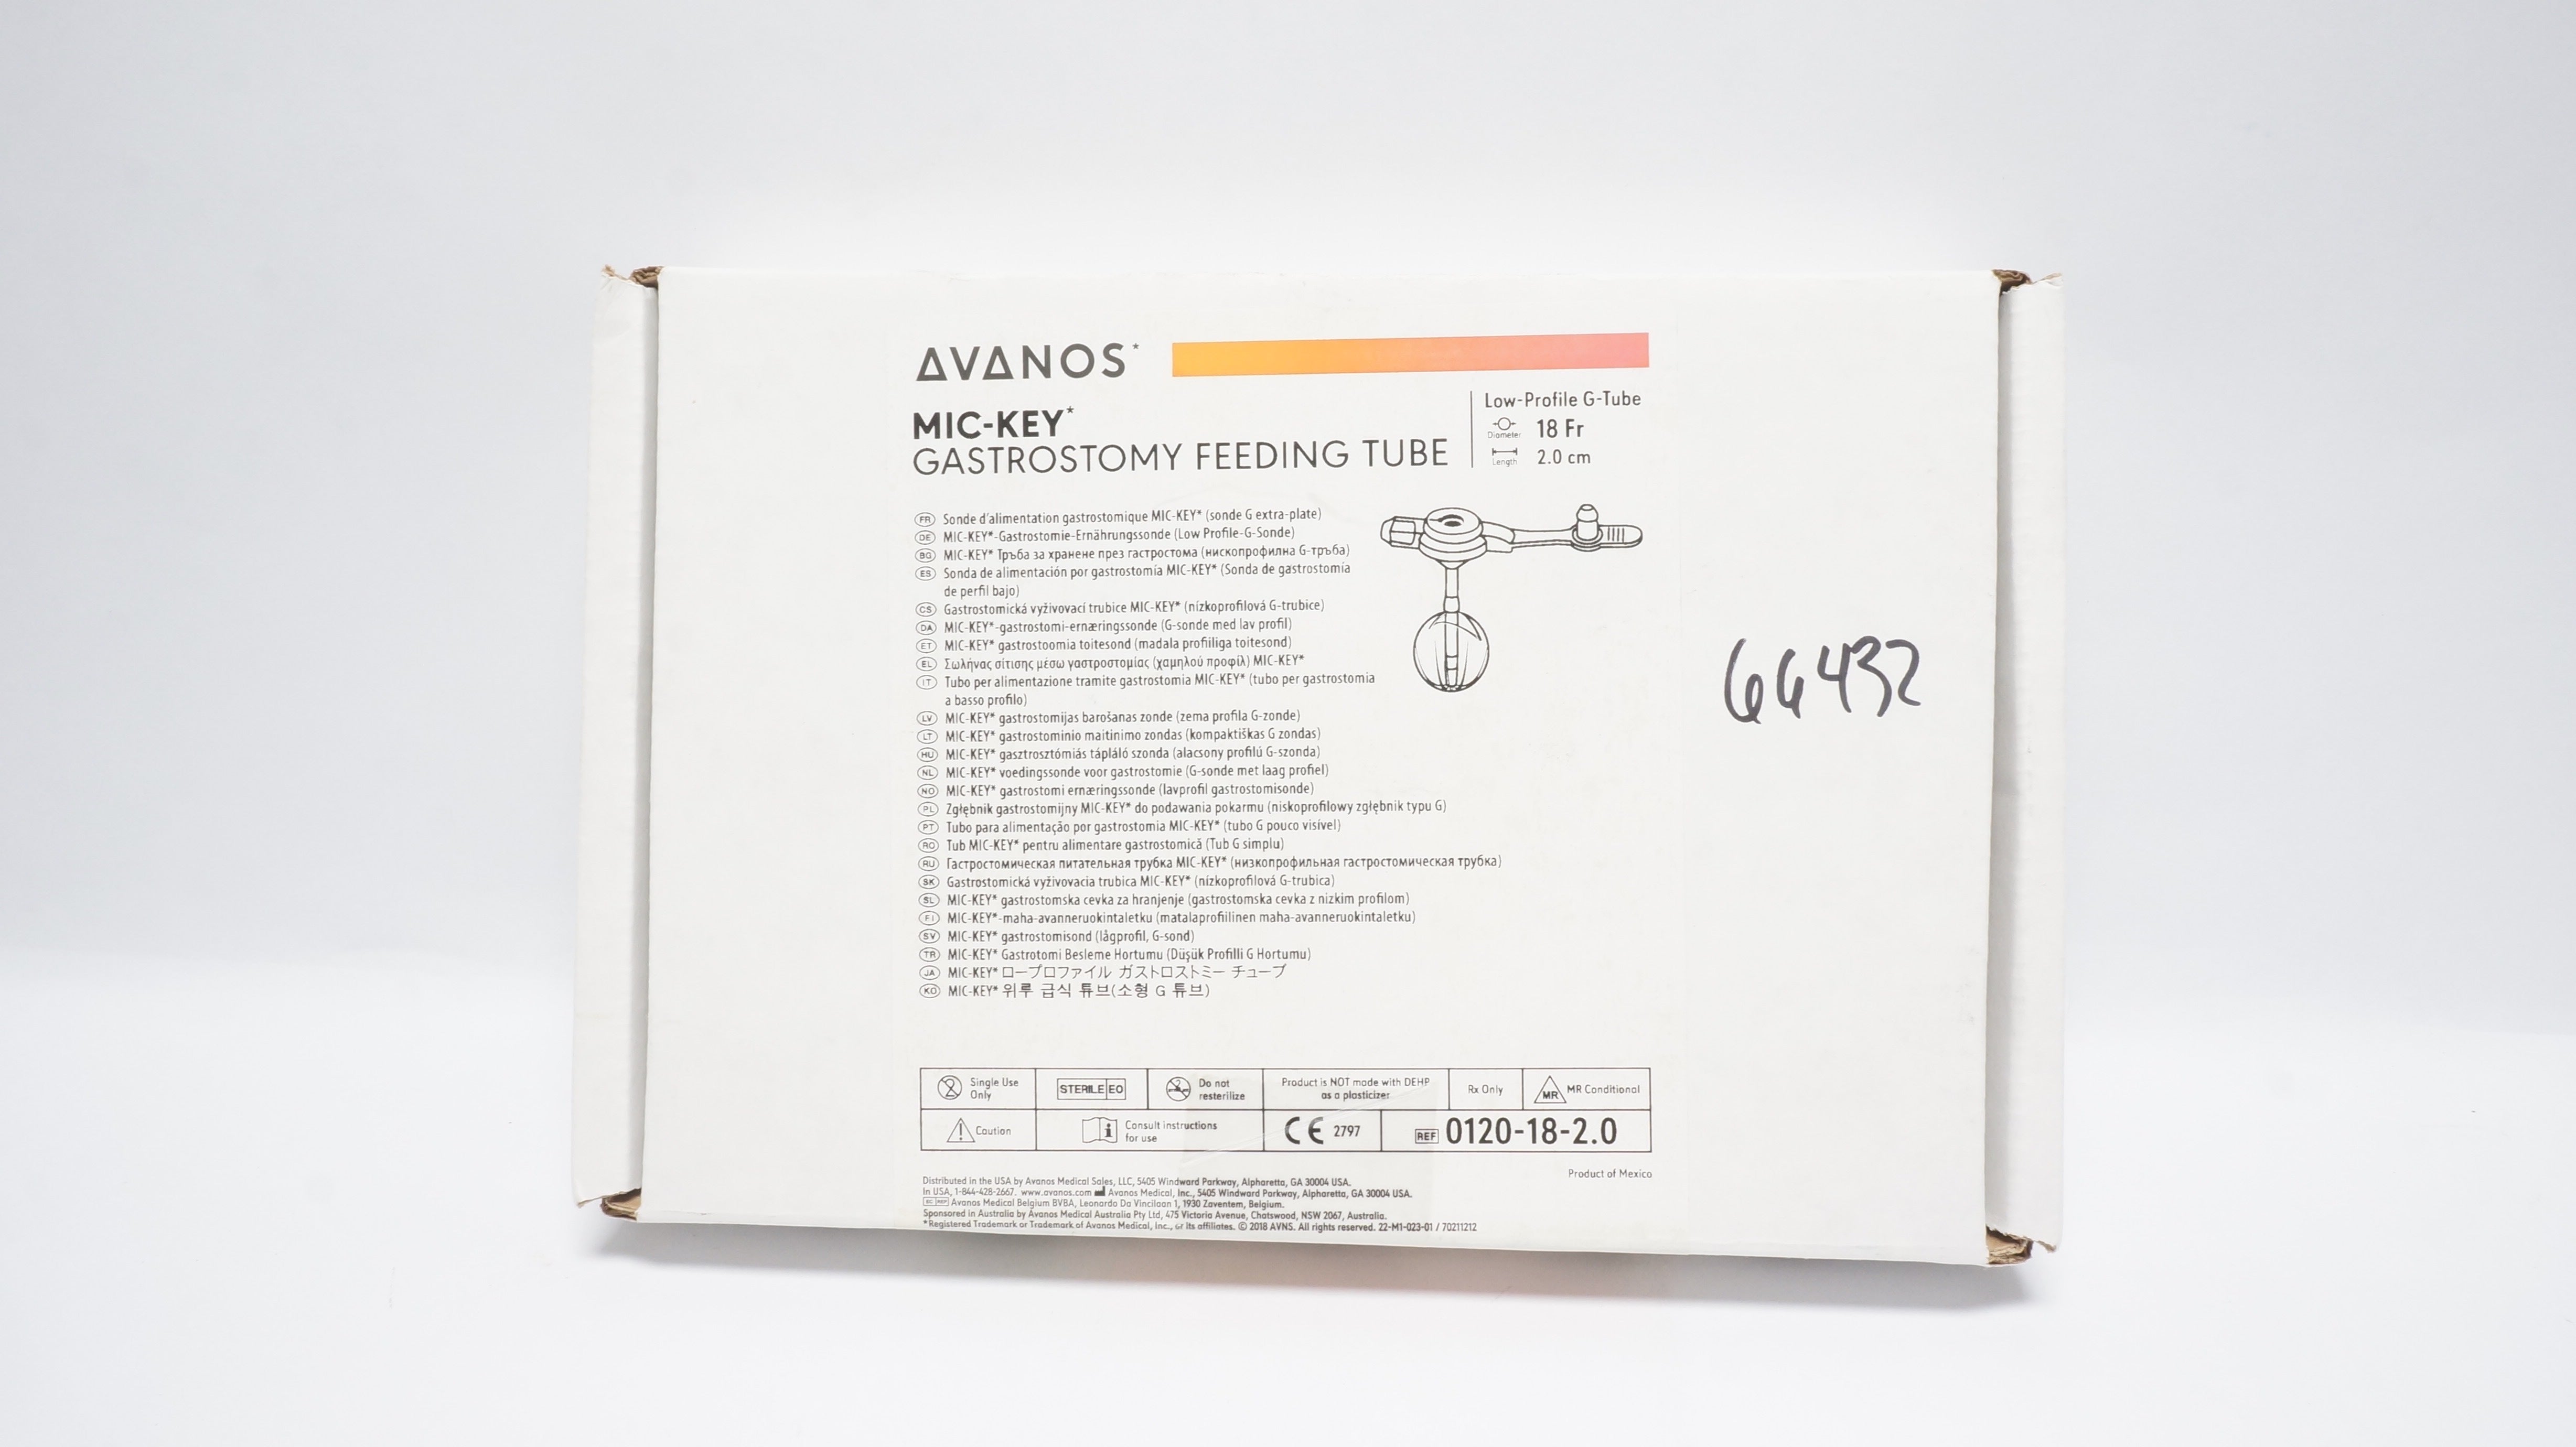 AVANOS*
MIC-KEY*
GASTROSTOMY FEEDING TUBE
Low-Profile G-Tube
Diameter 18 Fr
Length 2.0 cm
FR Sonde d'alimentation gastrostomique MIC-KEY* (sonde G extra-plate)
DE MIC-KEY*-Gastrostomie-Ernährungssonde (Low Profile-G-Sonde)
BG MIC-KEY* Тръба за хранене през гастростома (нископрофилна G-тръба)
ES Sonda de alimentación por gastrostomía MIC-KEY* (Sonda de gastrostomía
de perfil bajo)
CS Gastrostomická vyživovací trubice MIC-KEY* (nízkoprofilová G-trubice)
DA MIC-KEY*-gastrostomi-ernæringssonde (G-sonde med lav profil)
ET MIC-KEY* gastrostoomia toitesond (madala profiiliga toitesond)
EL Σωλήνας σίτισης μέσω γαστροστομίας (χαμηλού προφίλ) MIC-KEY*
IT Tubo per alimentazione tramite gastrostomia MIC-KEY* (tubo per gastrostomia
a basso profilo)
LV MIC-KEY* gastrostomijas barošanas zonde (zema profila G-zonde)
LT MIC-KEY* gastrostominio maitinimo zondas (kompaktiškas G zondas)
HU MIC-KEY* gasztrosztómiás tápláló szonda (alacsony profilú G-szonda)
NL MIC-KEY* voedingssonde voor gastrostomie (G-sonde met laag profiel)
NO MIC-KEY* gastrostomi ernæringssonde (lavprofil gastrostomisonde)
PL Zgłębnik gastrostomijny MIC-KEY* do podawania pokarmu (niskoprofilowy zgłębnik typu G)
PT Tubo para alimentação por gastrostomia MIC-KEY* (tubo G pouco visível)
RO Tub MIC-KEY* pentru alimentare gastrostomică (Tub G simplu)
RU Гастростомическая питательная трубка MIC-KEY* (низкопрофильная гастростомическая трубка)
SK Gastrostomická vyživovacia trubica MIC-KEY* (nízkoprofilová G-trubica)
SL MIC-KEY* gastrostomska cevka za hranjenje (gastrostomska cevka z nizkim profilom)
FI MIC-KEY*-maha-avanneruokintaletku (matalaprofiilinen maha-avanneruokintaletku)
SV MIC-KEY* gastrostomisond (lågprofil, G-sond)
TR MIC-KEY* Gastrotomi Besleme Hortumu (Düşük Profilli G Hortumu)
JA MIC-KEY* ロープロファイル ガストロストミー チューブ
KO MIC-KEY* 위루 급식 튜브(소형 G 튜브)
66432
Single Use
Only
STERILE EO
2 Do not
resterilize
Product is NOT made with DEHP
as a plasticizer
Rx Only
MR MR Conditional
Caution
Consult instructions
for use
CE 2797
REF 0120-18-2.0
Product of Mexico
Distributed in the USA by Avanos Medical Sales, LLC, 5405 Windward Parkway, Alpharetta, GA 30004 USA.
In USA, 1-844-428-2667. www.avanos.com Avanos Medical, Inc., 5405 Windward Parkway, Alpharetta, GA 30004 USA.
EC REP Avanos Medical Belgium BVBA, Leonardo Da Vincilaan 1, 1930 Zaventem, Belgium.
Sponsored in Australia by Avanos Medical Australia Pty Ltd, 475 Victoria Avenue, Chatswood, NSW 2067, Australia.
*Registered Trademark or Trademark of Avanos Medical, Inc., or its affiliates. © 2018 AVNS. All rights reserved. 22-M1-023-01 / 70211212